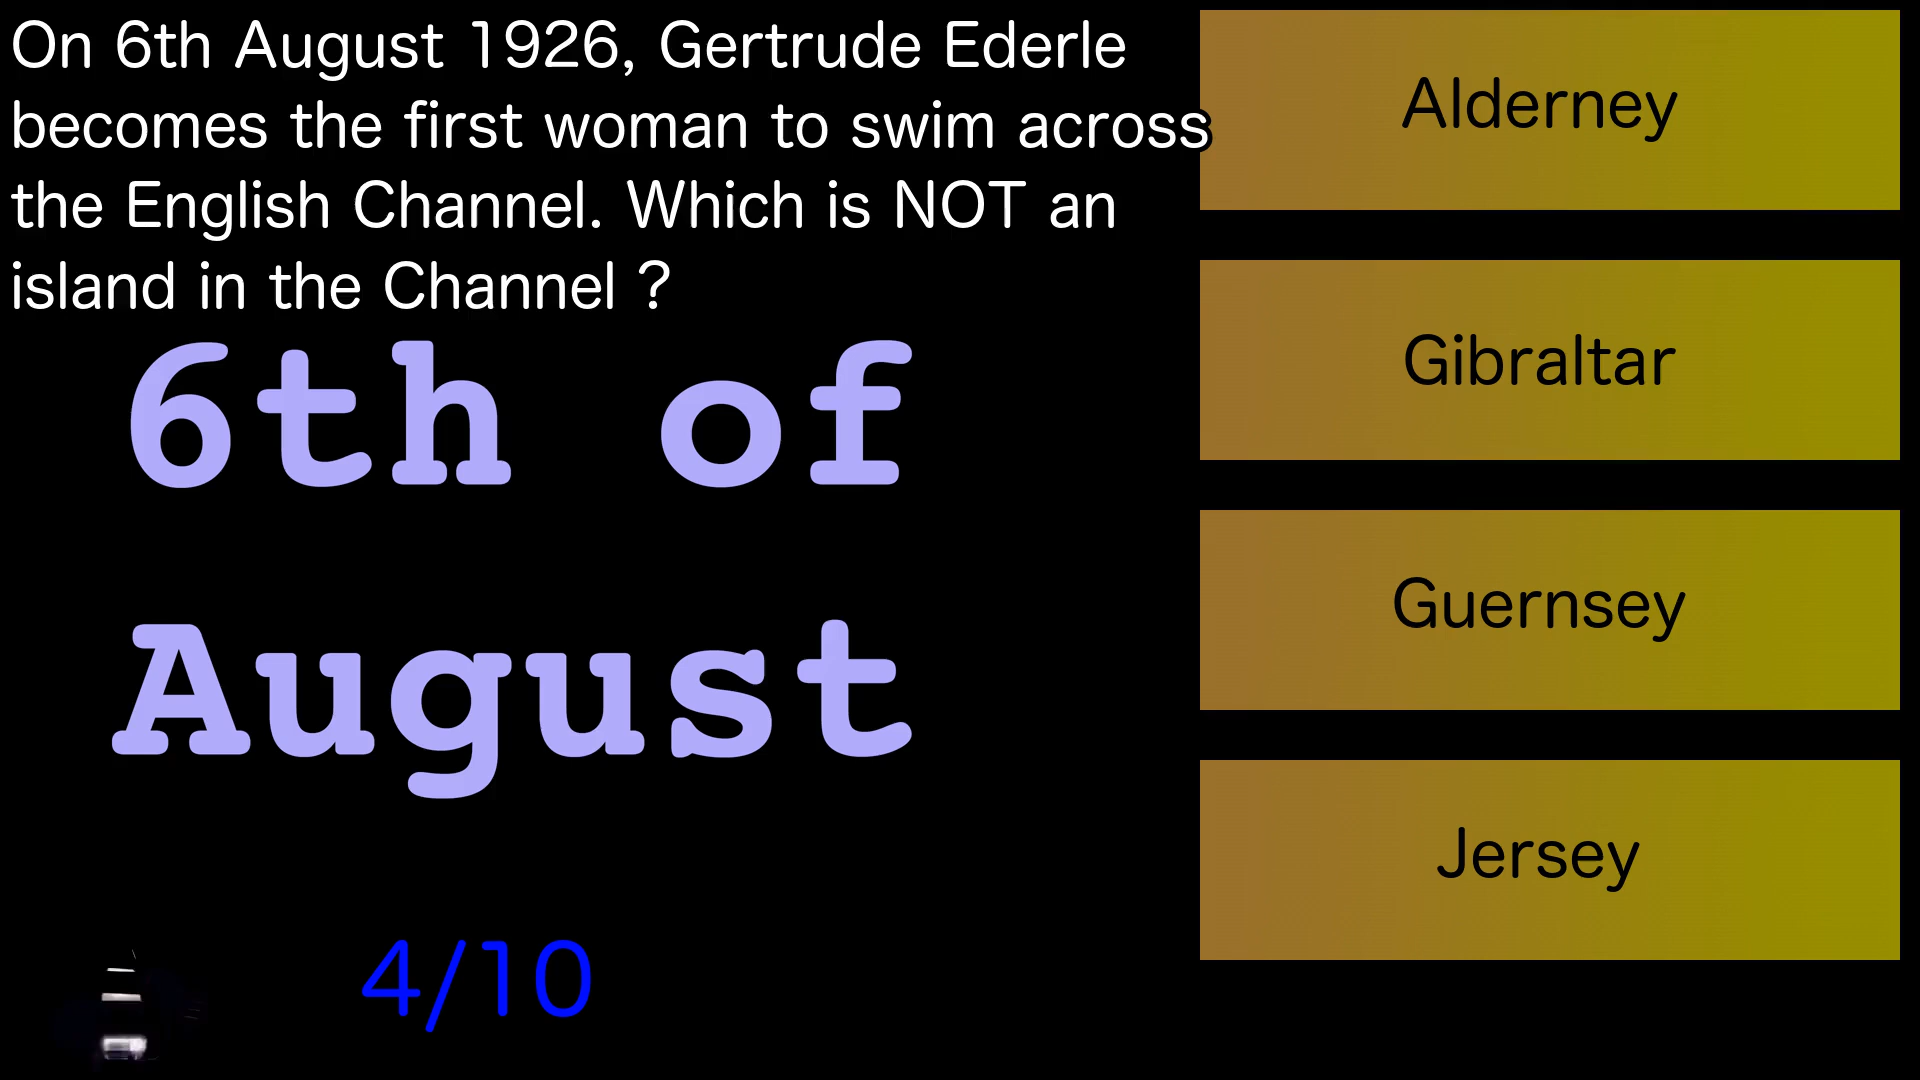 On 6th August 1926, Gertrude Ederle
becomes the first woman to swim across
the English Channel. Which is NOT an
island in the Channel ?
6th of
August
4/10
Alderney
Gibraltar
Guernsey
Jersey